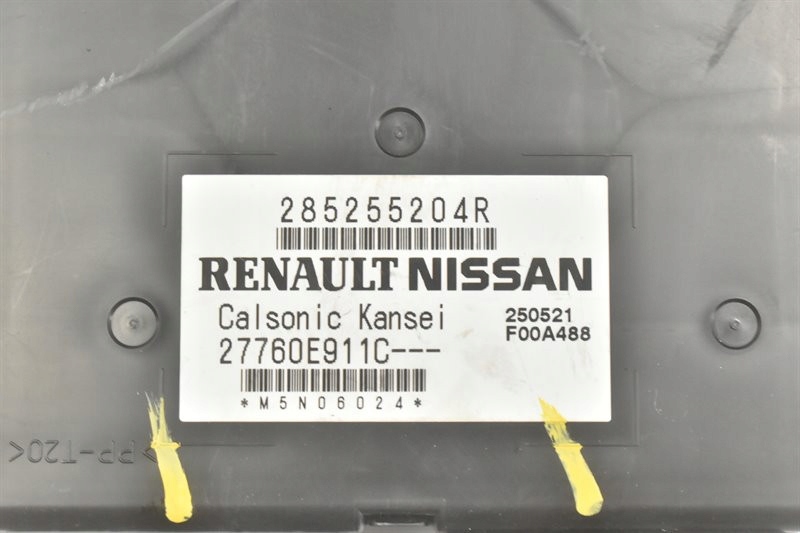 285255204R
RENAULT NISSAN
Calsonic Kansei
250521
27760E911C---
F00A488
*M5N06024*
>PP-T20<